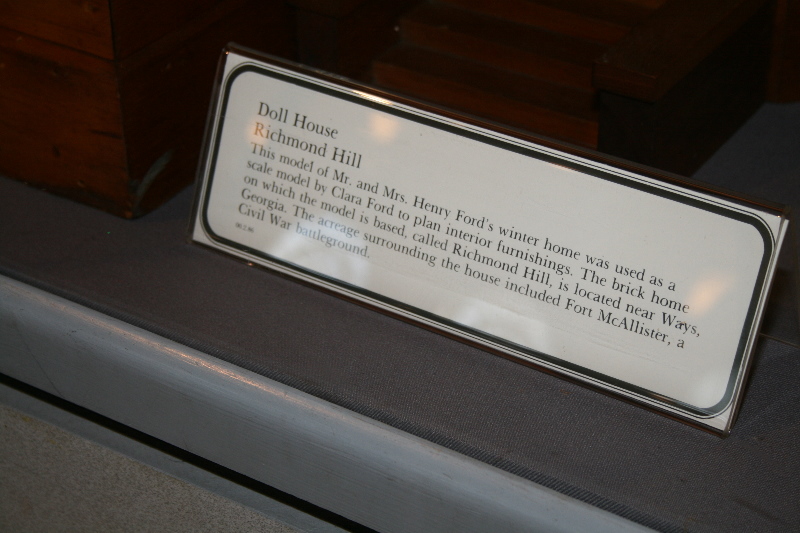 Doll House
Richmond Hill
This model of Mr. and Mrs. Henry Ford's winter home was used as a
scale model by Clara Ford to plan interior furnishings. The brick home
on which the model is based, called Richmond Hill, is located near Ways,
Georgia. The acreage surrounding the house included Fort McAllister, a
Civil War battleground.